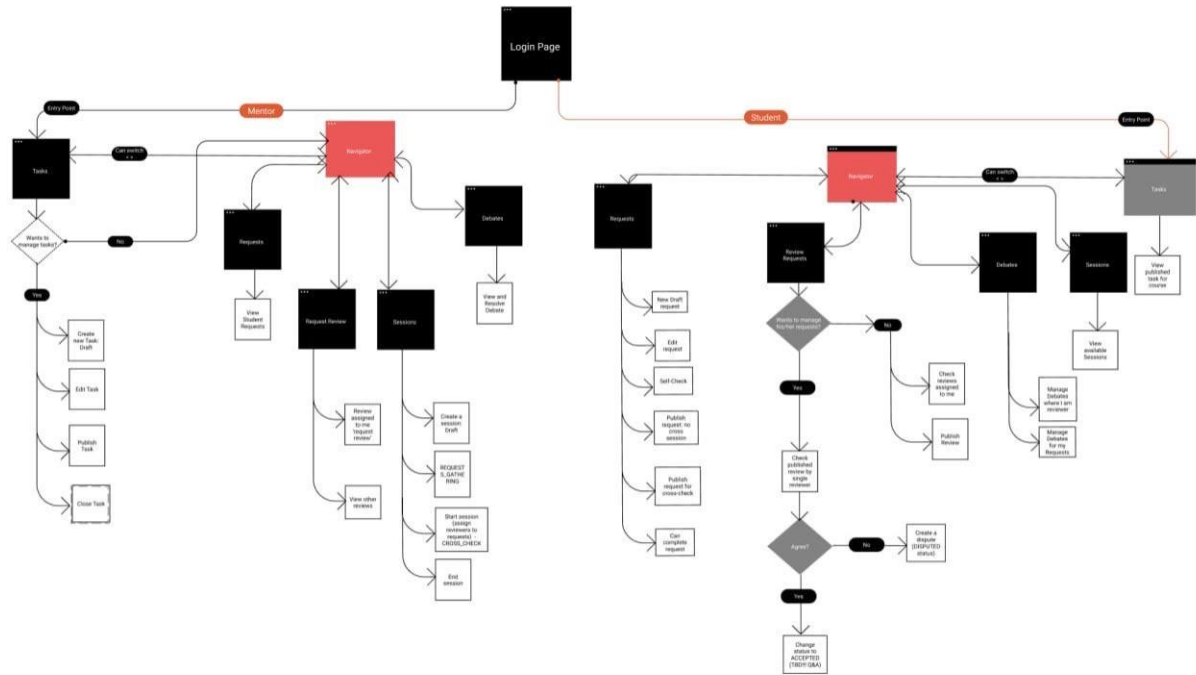 Login Page
Entry Point
Mentor
Student
Entry Point
Tasks
Can switch
Navigator
Wants to
manage tasks?
No
Yes
Create
new Task:
Draft
Edit Task
Publish
Task
Close Task
Requests
View
Student
Requests
Request Review
Review
assigned
to me
'request
review'
View other
reviews
Sessions
Create a
session
Draft
REQUEST
S_GATHE
RING
Start session
(assign
reviewers to
requests) -
CROSS_CHECK
End
session
Debates
View and
Resolve
Debate
Requests
New Draft
request
Edit
request
Self-Check
Publish
request: no
cross
session
Publish
request for
cross-check
Can
complete
request
Navigator
Can switch
Tasks
View
published
task for
course
Review
Requests
Wants to manage
his/her requests?
No
Check
reviews
assigned
to me
Publish
Review
Yes
Check
published
review by
single
reviewer
Agree?
No
Create a
dispute
(DISPUTED
status)
Yes
Change
status to
ACCEPTED
(TBD!!! Q&A)
Debates
Manage
Debates
where I am
reviewer
Manage
Debates
for my
Requests
Sessions
View
available
Sessions